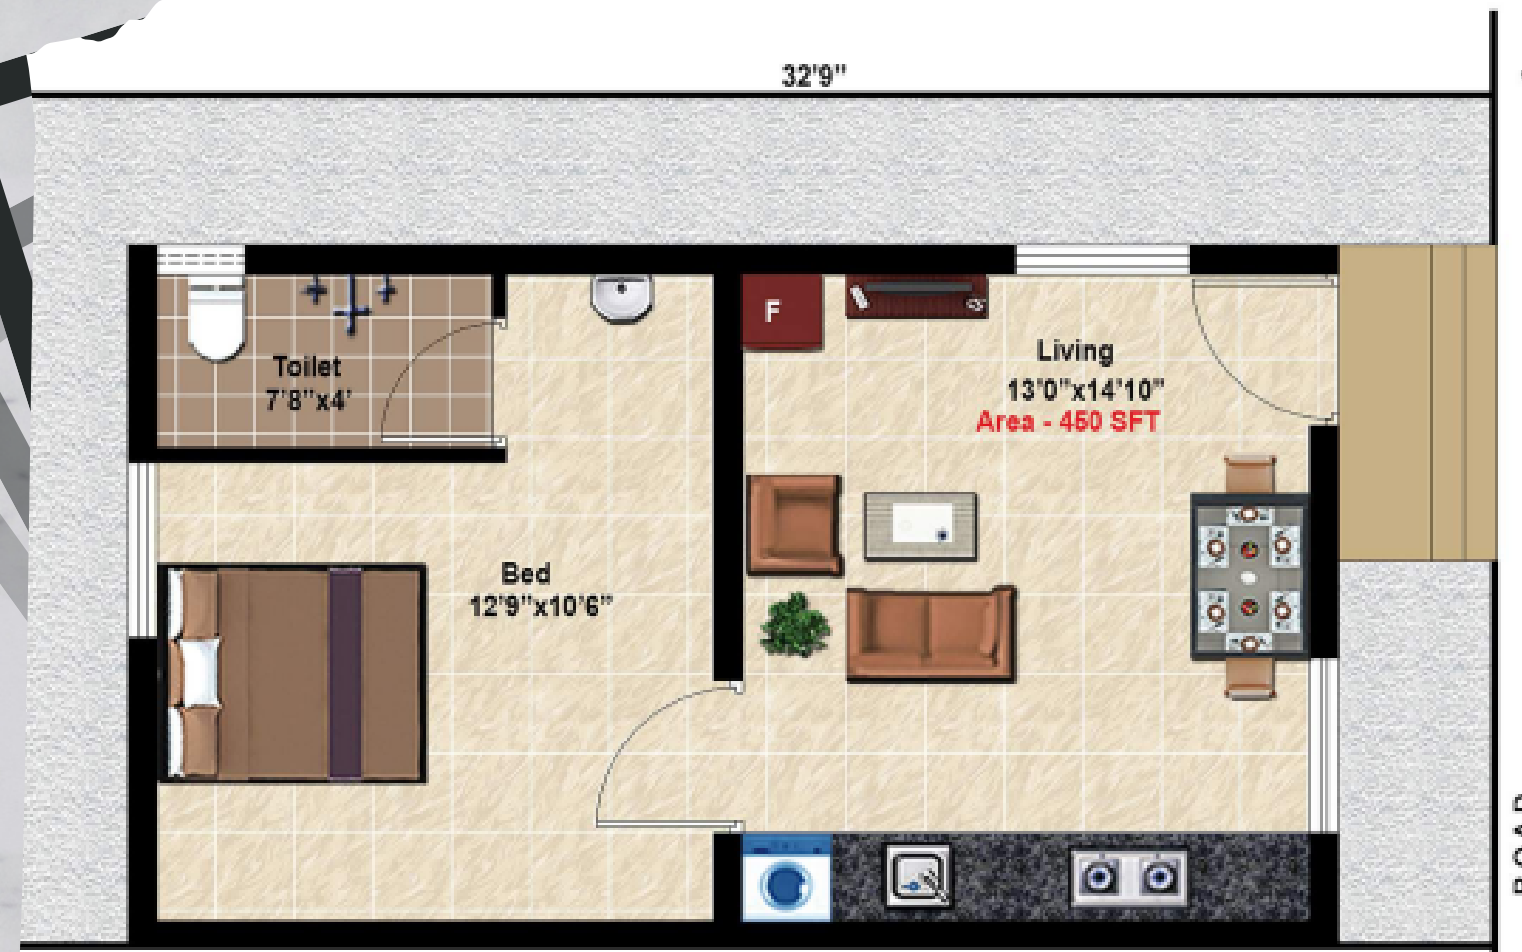 32'9"
F
Toilet
7'8"x4'
Living
13'0"x14'10"
Area - 450 SFT
Bed
12'9"x10'6"